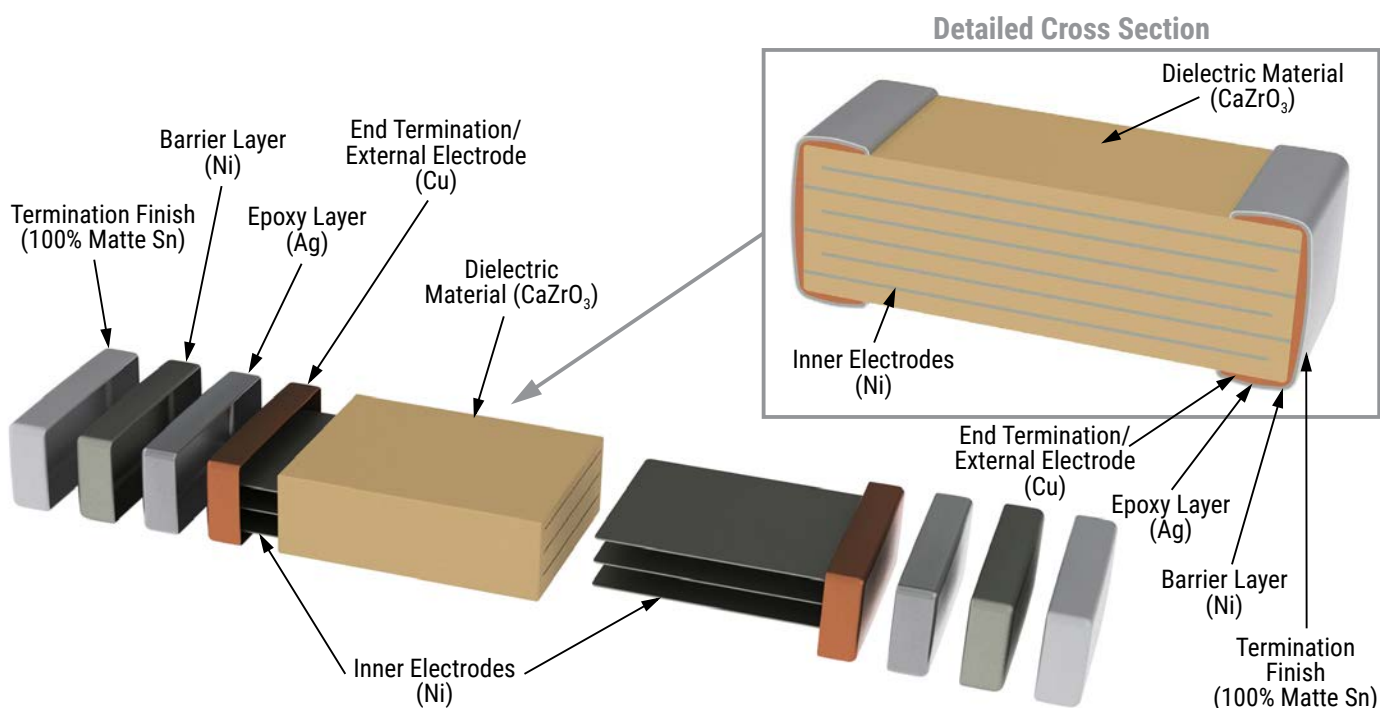 Detailed Cross Section
Dielectric Material
(CaZrO₃)
End Termination/
External Electrode
(Cu)
Barrier Layer
(Ni)
Epoxy Layer
(Ag)
Termination Finish
(100% Matte Sn)
Dielectric
Material (CaZrO₃)
Inner Electrodes
(Ni)
End Termination/
External Electrode
(Cu)
Epoxy Layer
(Ag)
Barrier Layer
(Ni)
Termination
Finish
(100% Matte Sn)
Inner Electrodes
(Ni)